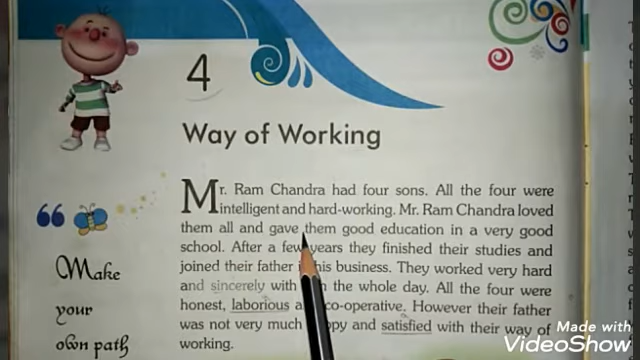 4
Way of Working
Mr. Ram Chandra had four sons. All the four were
intelligent and hard-working. Mr. Ram Chandra loved
them all and gave them good education in a very good
school. After a few years they finished their studies and
joined their father his business. They worked very hard
and sincerely with the whole day. All the four were
honest, laborious co-operative. However their father
was not very much and satisfied with their way of
working.
Make
your
own path
Made with
VideoShow